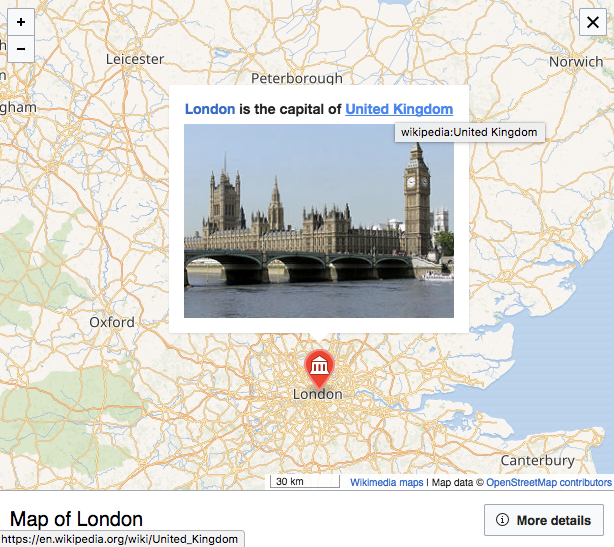 +
−
Leicester
Norwich
Peterborough
gham
London is the capital of United Kingdom
wikipedia:United Kingdom
Oxford
London
Canterbury
30 km
Wikimedia maps | Map data © OpenStreetMap contributors
Map of London
More details
https://en.wikipedia.org/wiki/United_Kingdom